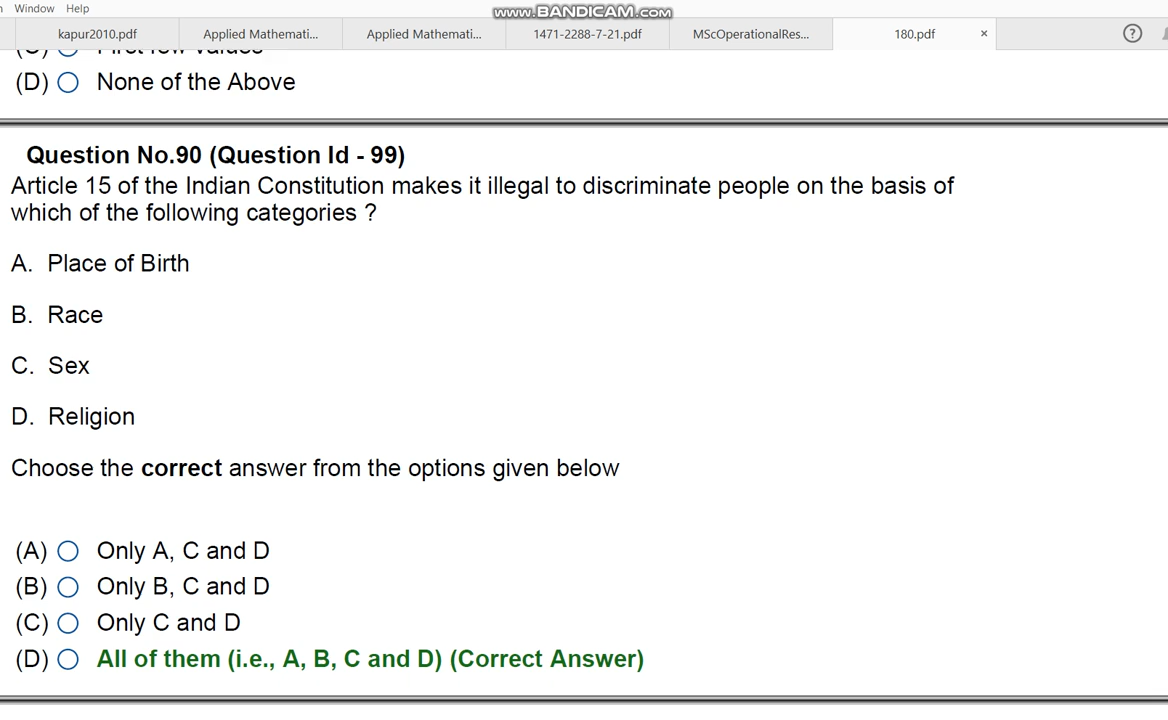 Window Help
www.BANDICAM.com
kapur2010.pdf Applied Mathemati... Applied Mathemati... 1471-2288-7-21.pdf MScOperationalRes... 180.pdf ×
(D) None of the Above
Question No.90 (Question Id - 99)
Article 15 of the Indian Constitution makes it illegal to discriminate people on the basis of
which of the following categories ?
A. Place of Birth
B. Race
C. Sex
D. Religion
Choose the correct answer from the options given below
(A) Only A, C and D
(B) Only B, C and D
(C) Only C and D
(D) All of them (i.e., A, B, C and D) (Correct Answer)